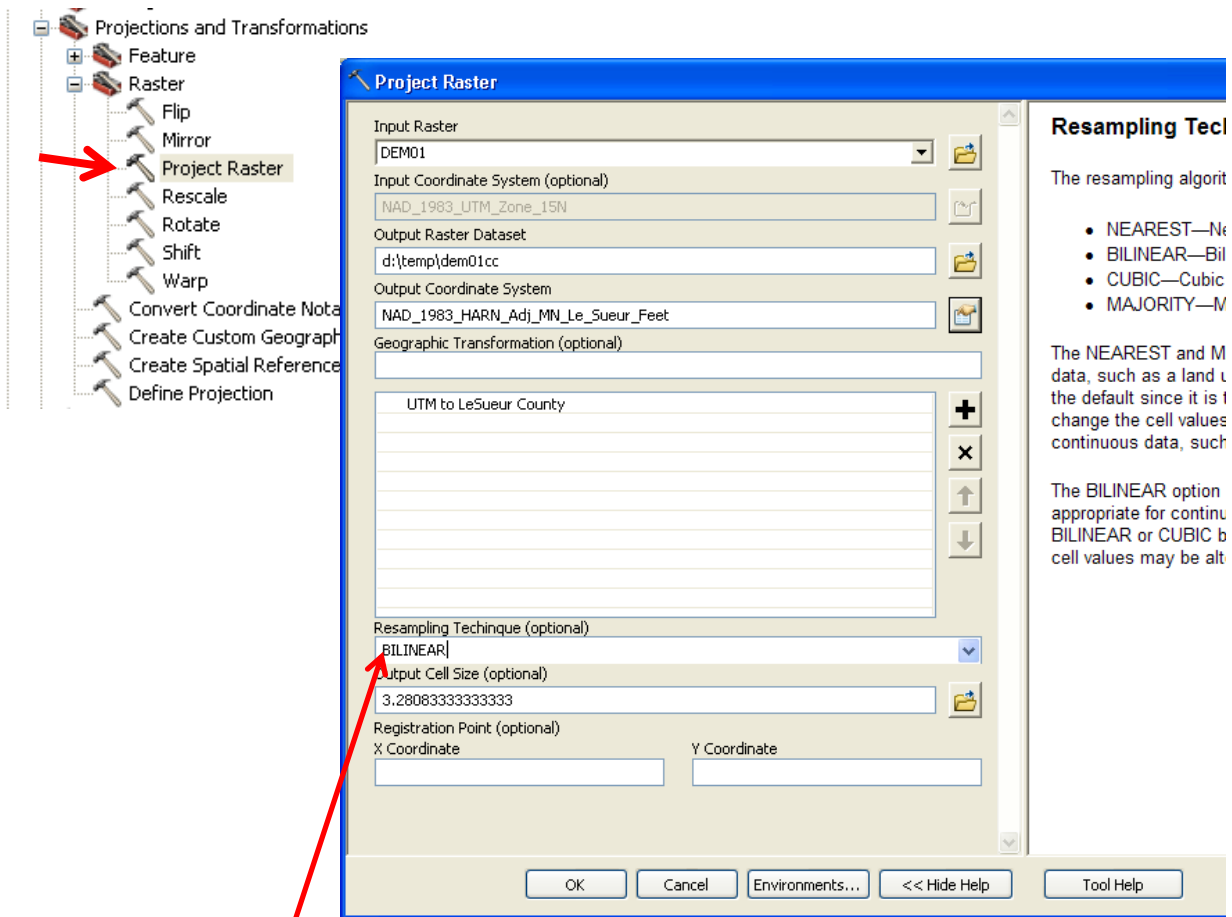 Projections and Transformations
Feature
Raster
Flip
Mirror
Project Raster
Rescale
Rotate
Shift
Warp
Convert Coordinate Nota
Create Custom Geograph
Create Spatial Reference
Define Projection
Project Raster
Input Raster
DEM01
Input Coordinate System (optional)
NAD_1983_UTM_Zone_15N
Output Raster Dataset
d:\temp\dem01cc
Output Coordinate System
NAD_1983_HARN_Adj_MN_Le_Sueur_Feet
Geographic Transformation (optional)
UTM to LeSueur County
Resampling Techinque (optional)
BILINEAR
Output Cell Size (optional)
3.28083333333333
Registration Point (optional)
X Coordinate
Y Coordinate
OK
Cancel
Environments...
<< Hide Help
Tool Help
Resampling Tec
The resampling algorit
• NEAREST—Ne
• BILINEAR—Bil
• CUBIC—Cubic
• MAJORITY—M
The NEAREST and M
data, such as a land u
the default since it is t
change the cell values
continuous data, such
The BILINEAR option
appropriate for continu
BILINEAR or CUBIC b
cell values may be alt